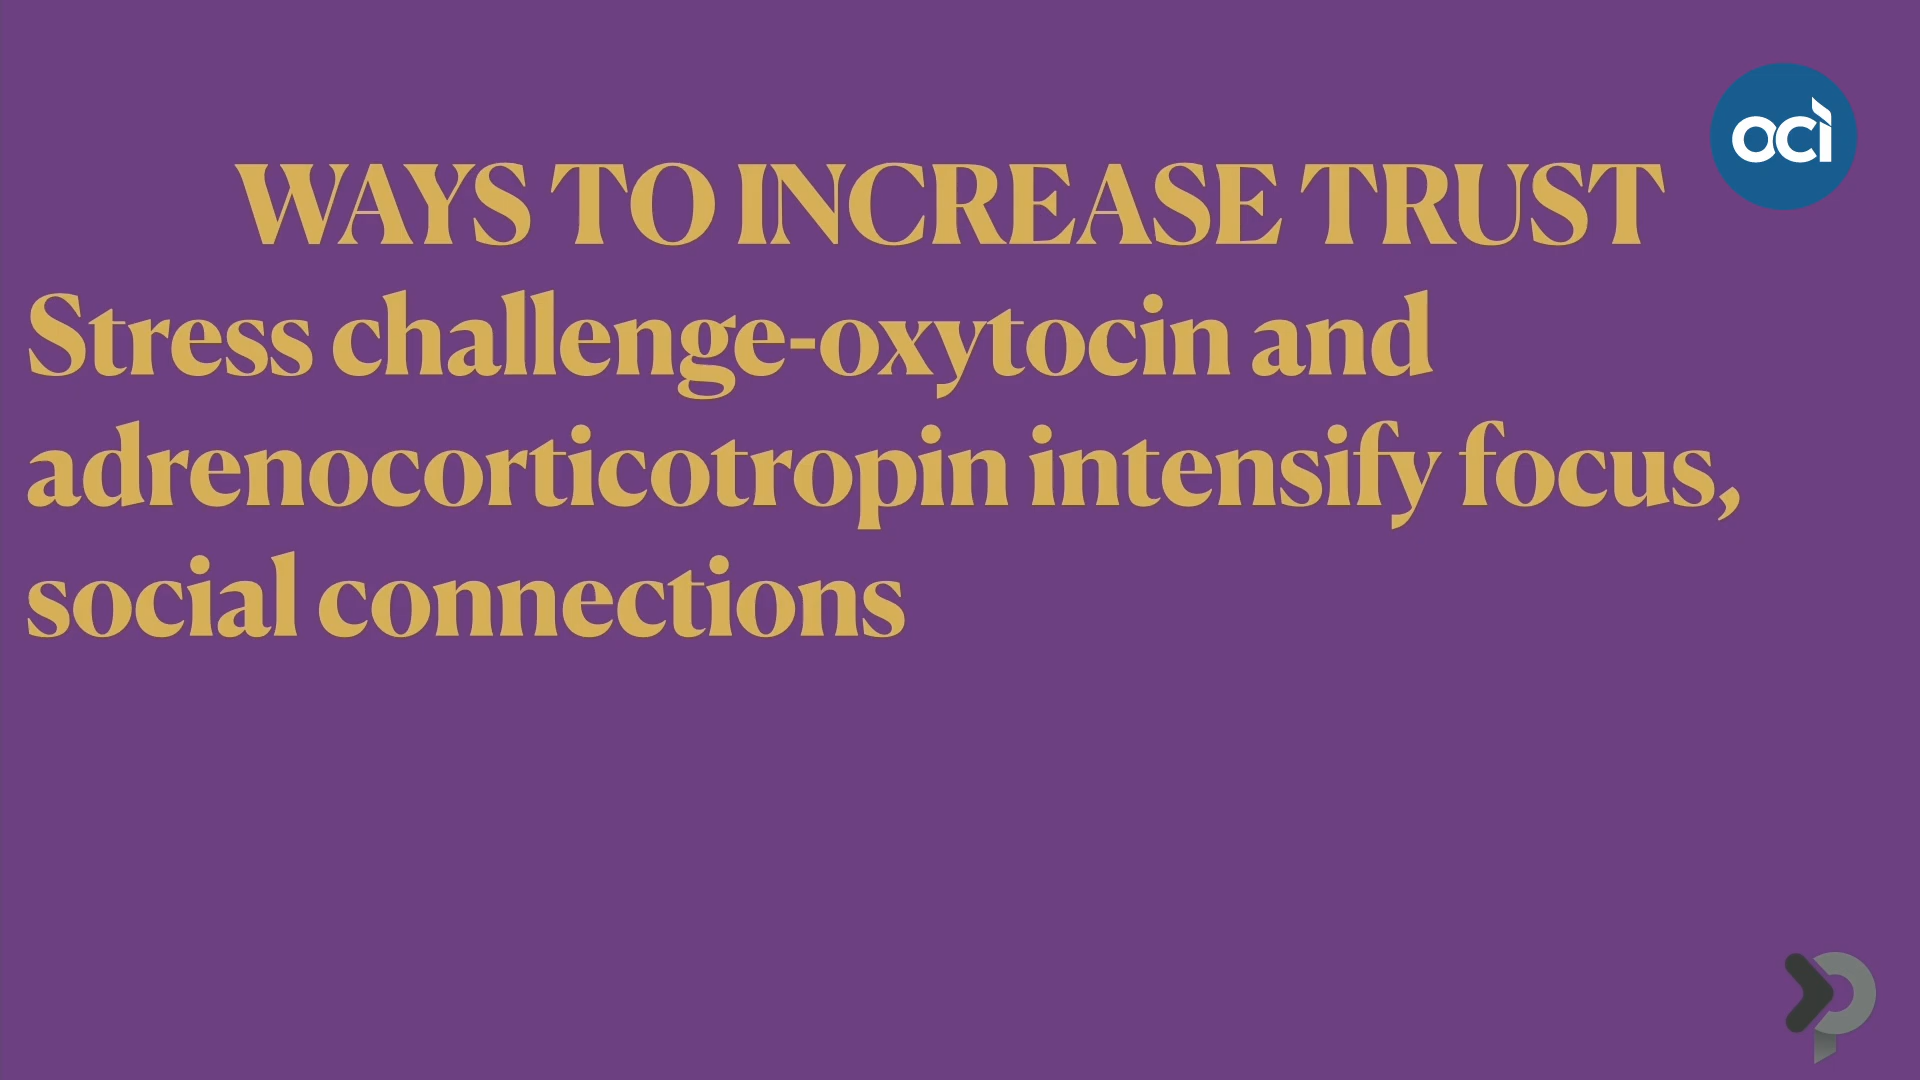 oci
WAYS TO INCREASE TRUST
Stress challenge-oxytocin and
adrenocorticotropin intensify focus,
social connections